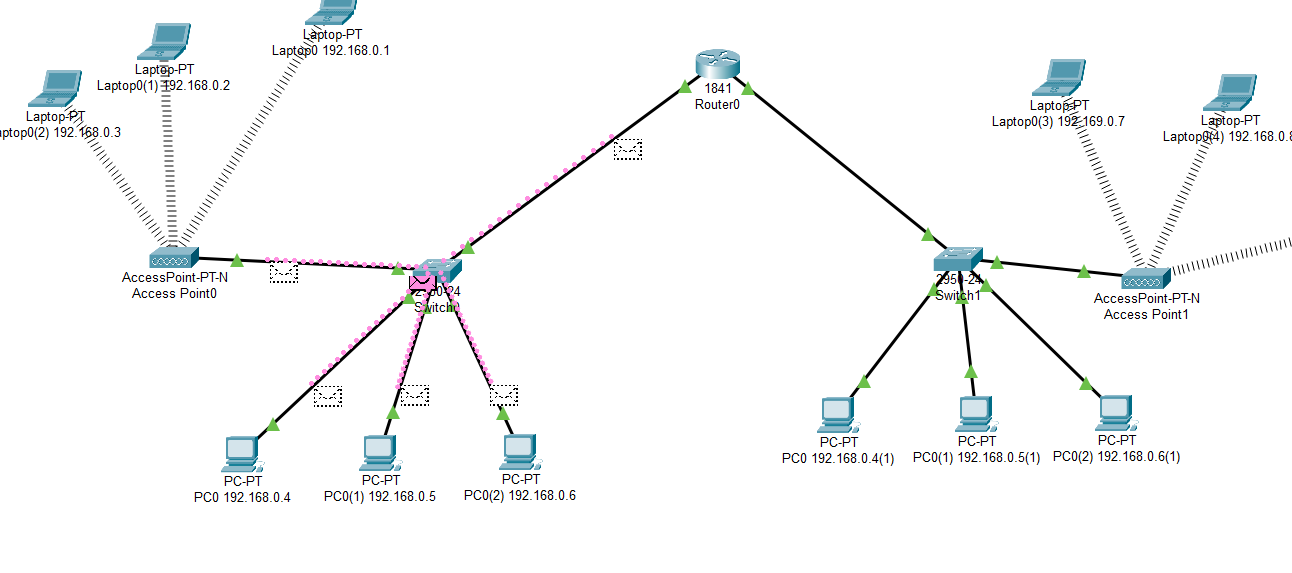 Laptop-PT
Laptop0 192.168.0.1
Laptop-PT
Laptop0(1) 192.168.0.2
Laptop-PT
aptop0(2) 192.168.0.3
1841
Router0
Laptop-PT
Laptop0(3) 192.169.0.7
Laptop-PT
Laptop0(4) 192.168.0.8
AccessPoint-PT-N
Access Point0
2950-24
2950-24
Switch1
AccessPoint-PT-N
Access Point1
PC-PT
PC0 192.168.0.4
PC-PT
PC0(1) 192.168.0.5
PC-PT
PC0(2) 192.168.0.6
PC-PT
PC0 192.168.0.4(1)
PC-PT
PC0(1) 192.168.0.5(1)
PC-PT
PC0(2) 192.168.0.6(1)